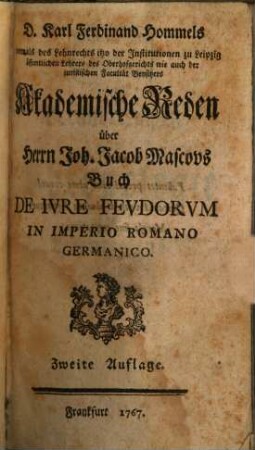 D. Karl Ferdinand Hommels
mals des Lehnrechts itzo der Institutionen zu Leipzig
öffentlichen Lehrers des Oberhofgerichts wie auch der
juristischen Facultät Beysitzers
Akademische Reden
über
Herrn Joh. Jacob Mascovs
Buch
DE IVRE FEVDORVM
IN IMPERIO ROMANO
GERMANICO.
Zweite Auflage.
Frankfurt 1767.